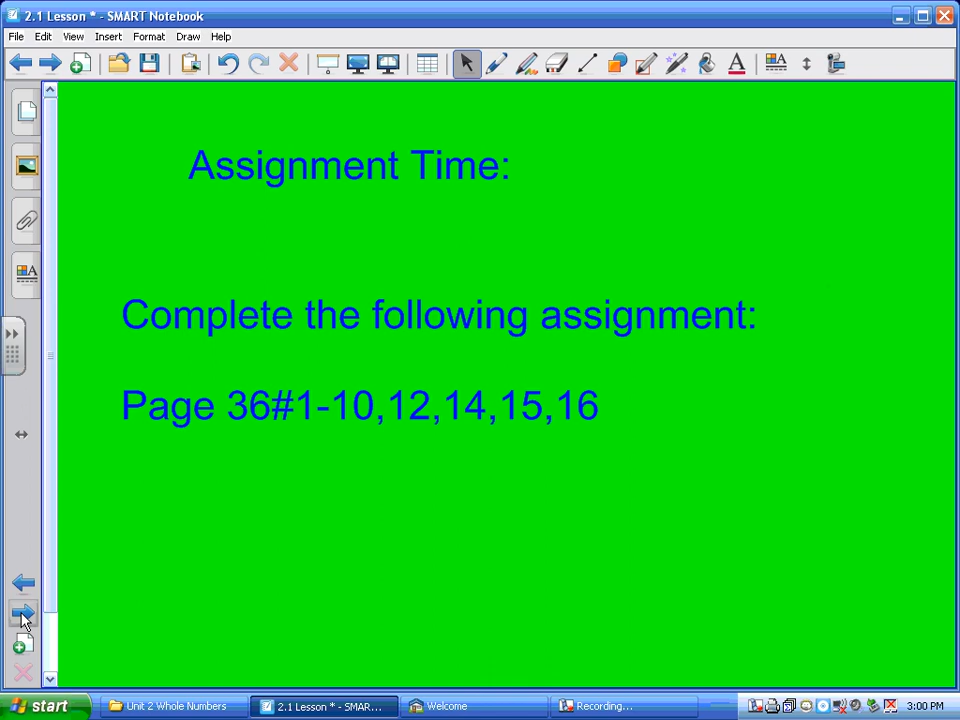 2.1 Lesson * - SMART Notebook
File Edit View Insert Format Draw Help
Assignment Time:
Complete the following assignment:
Page 36#1-10,12,14,15,16
start
Unit 2 Whole Numbers
2.1 Lesson * - SMAR...
Welcome
Recording...
3:00 PM